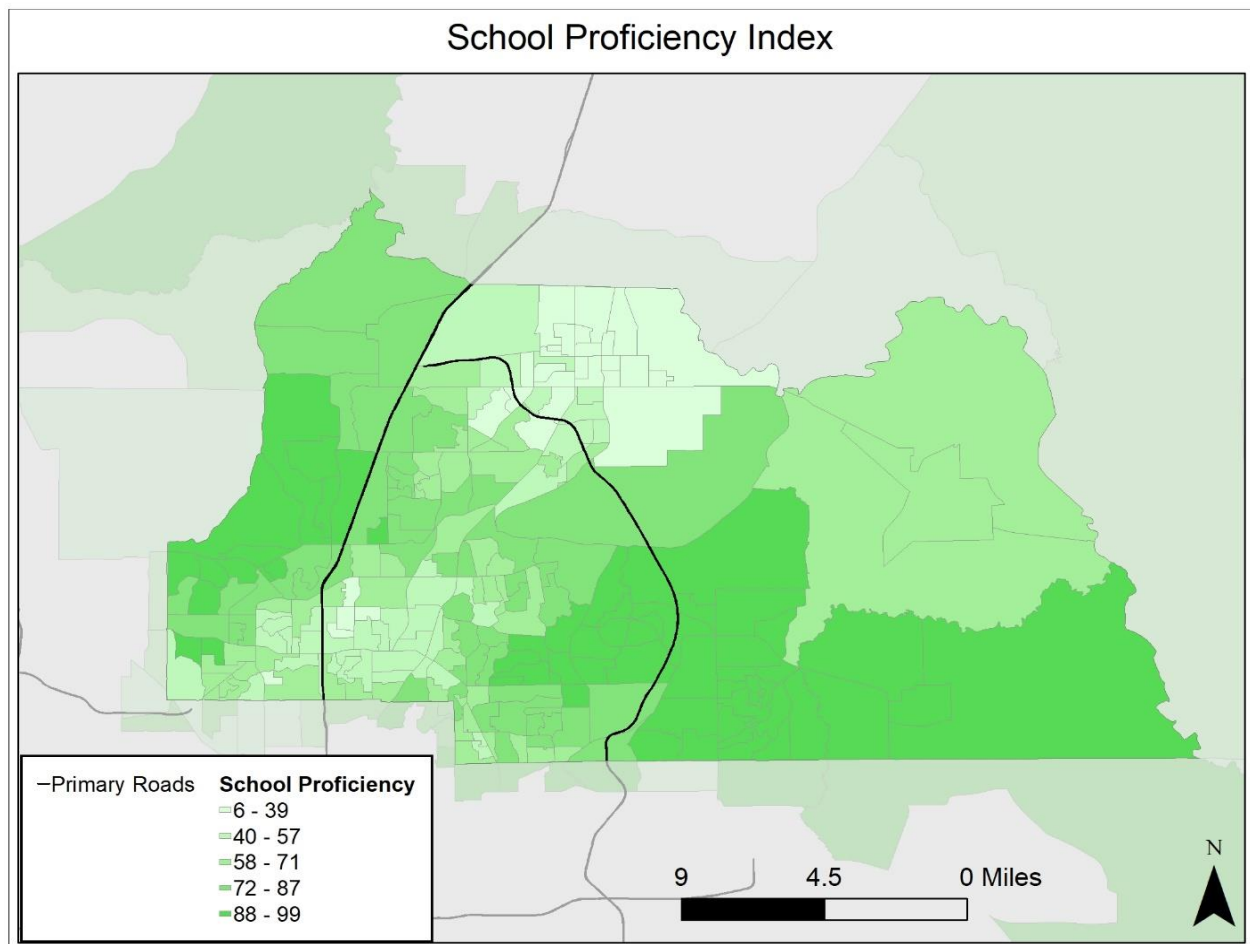 School Proficiency Index
Primary Roads
School Proficiency
6 - 39
40 - 57
58 - 71
72 - 87
88 - 99
9 4.5 0 Miles
N